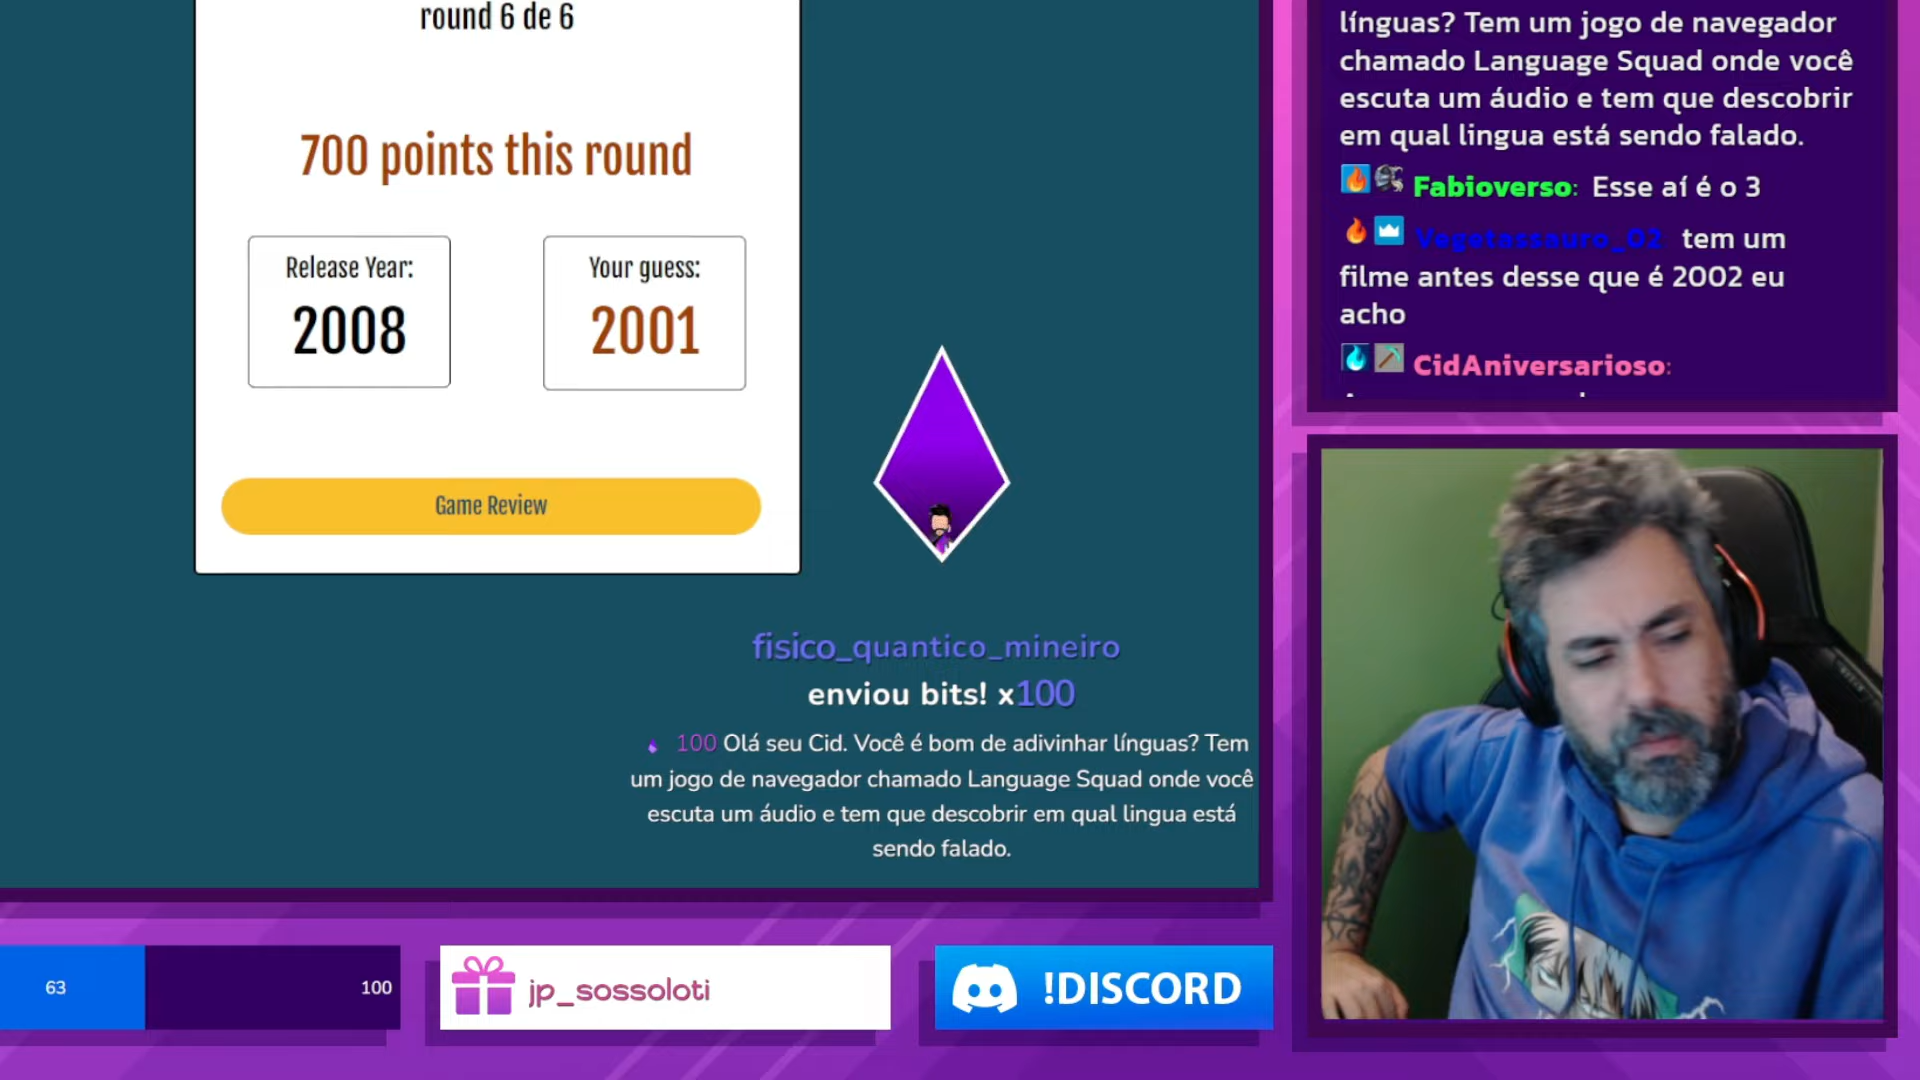 round 6 de 6
700 points this round
Release Year:
2008
Your guess:
2001
Game Review
fisico_quantico_mineiro
enviou bits! x100
100 Olá seu Cid. Você é bom de adivinhar línguas? Tem
um jogo de navegador chamado Language Squad onde você
escuta um áudio e tem que descobrir em qual lingua está
sendo falado.
línguas? Tem um jogo de navegador
chamado Language Squad onde você
escuta um áudio e tem que descobrir
em qual lingua está sendo falado.
Fabioverso: Esse aí é o 3
Vegetassauro_02: tem um
filme antes desse que é 2002 eu
acho
CidAniversarioso:
63
100
jp_sossoloti
!DISCORD